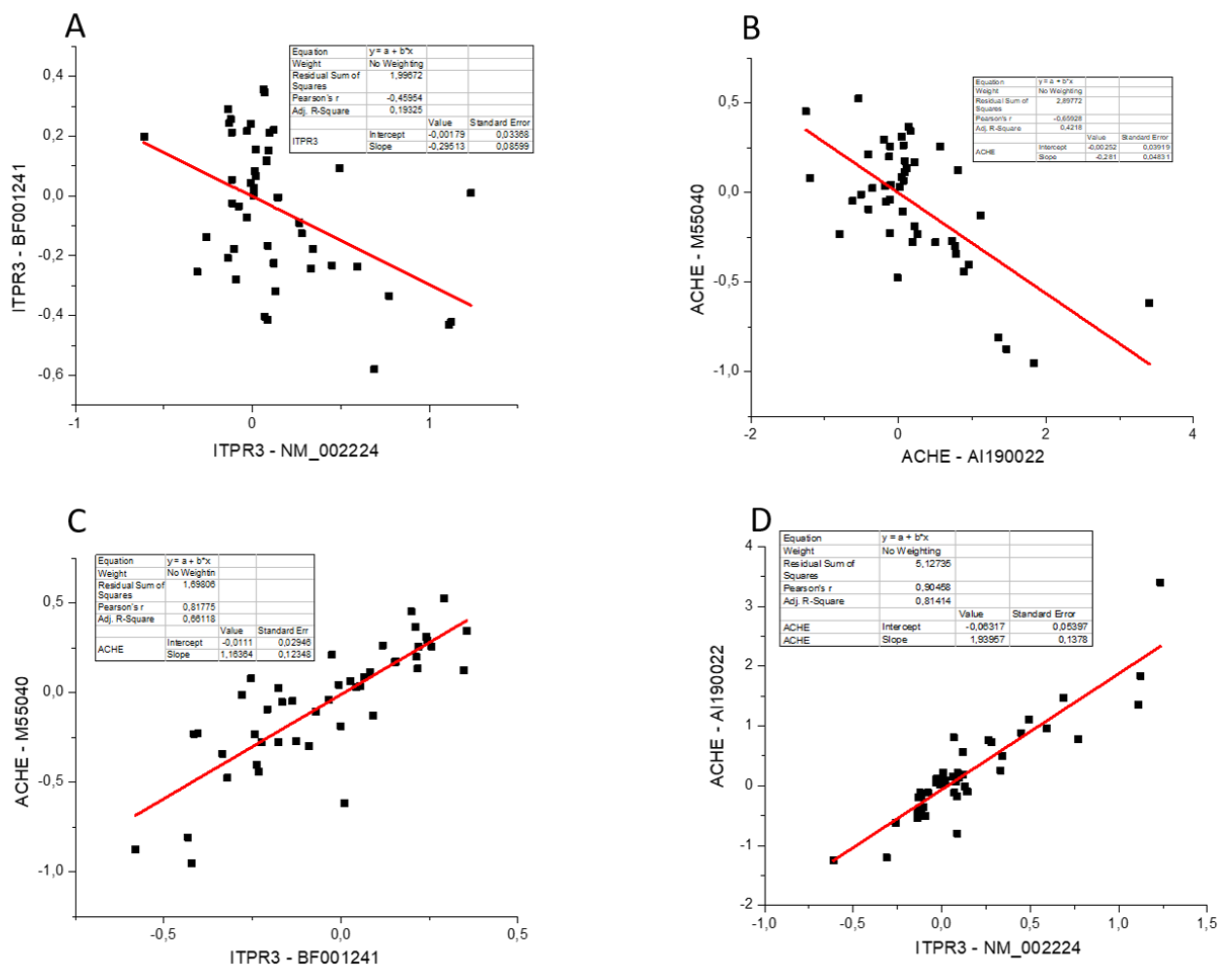 A
Equation y = a + b*x
Weight No Weighting
Residual Sum of Squares 1,99672
Pearson's r -0,45954
Adj. R-Square 0,19325
Value Standard Error
ITPR3 Intercept -0,00179 0,03368
Slope -0,29513 0,08599
0,4
0,2
0,0
-0,2
-0,4
-0,6
ITPR3 - BF001241
0 1
ITPR3 - NM_002224
B
Equation y = a + b*x
Weight No Weighting
Residual Sum of Squares 2,89772
Pearson's r -0,65928
Adj. R-Square 0,4218
Value Standard Error
ACHE Intercept -0,00252 0,03919
Slope -0,281 0,04831
0,5
0,0
-0,5
-1,0
ACHE - M55040
-2 0 2 4
ACHE - AI190022
C
Equation y = a + b*x
Weight No Weightin
Residual Sum of Squares 1,69806
Pearson's r 0,81775
Adj. R-Square 0,66118
Value Standard Err
ACHE Intercept -0,0111 0,02946
Slope 1,16364 0,12348
0,5
0,0
-0,5
-1,0
ACHE - M55040
-0,5 0,0 0,5
ITPR3 - BF001241
D
Equation y = a + b*x
Weight No Weighting
Residual Sum of Squares 5,12735
Pearson's r 0,90458
Adj. R-Square 0,81414
Value Standard Error
ACHE Intercept -0,06317 0,05397
ACHE Slope 1,93957 0,1378
4
3
2
1
0
-1
-2
ACHE - AI190022
-1,0 -0,5 0,0 0,5 1,0 1,5
ITPR3 - NM_002224